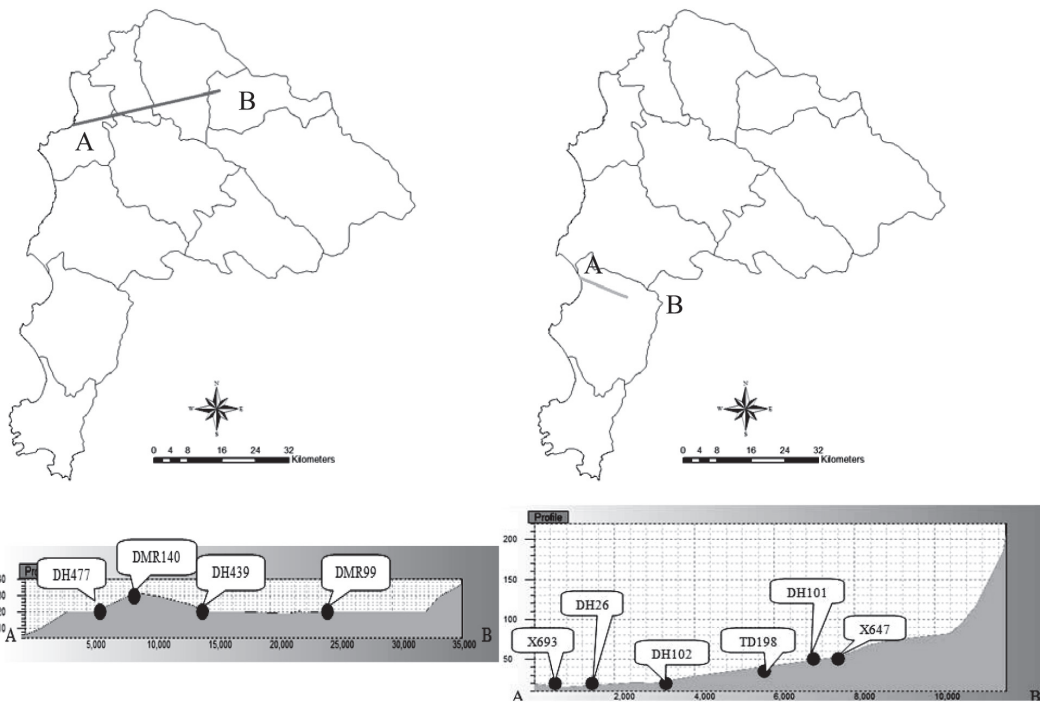 A
B
N
W E
S
0 4 8 16 24 32
Kilometers
A
B
N
W E
S
0 4 8 16 24 32
Kilometers
DH477
DMR140
DH439
DMR99
20
A
B
5,000 10,000 15,000 20,000 25,000 30,000 35,000
Profile
200
150
100
50
X693
DH26
DH102
TD198
DH101
X647
A
B
2,000 4,000 6,000 8,000 10,000